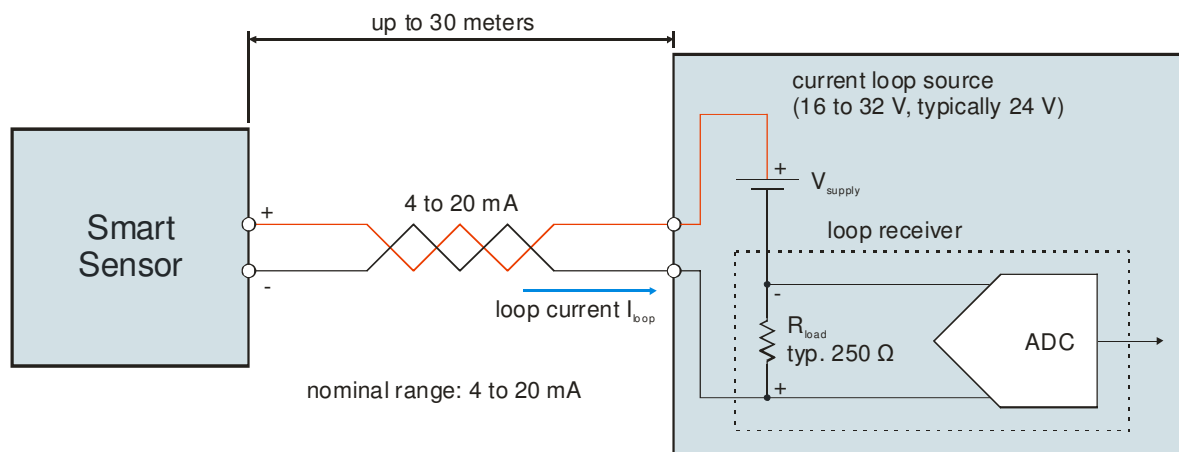 up to 30 meters
current loop source
(16 to 32 V, typically 24 V)
+
V supply
4 to 20 mA
+
Smart
Sensor
-
loop receiver
loop current I loop
-
R load
typ. 250 Ω
ADC
+
nominal range: 4 to 20 mA